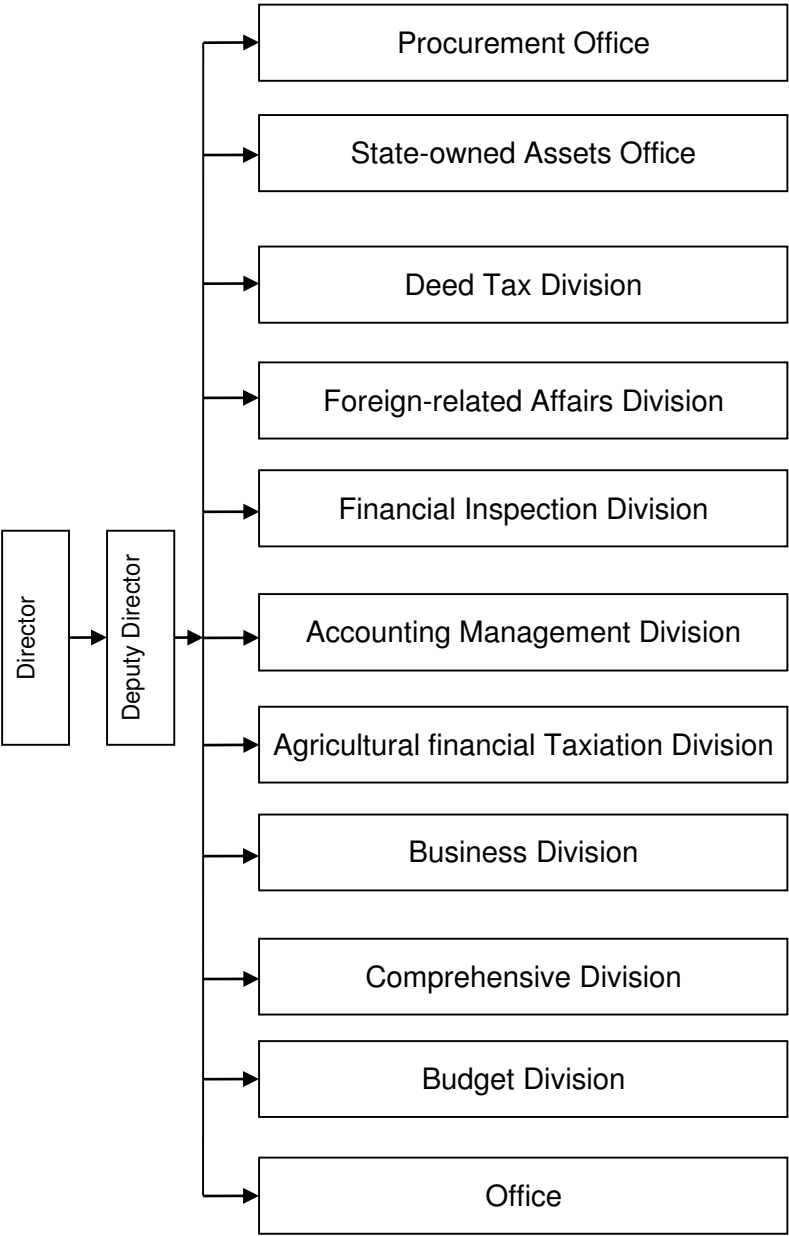 Procurement Office
State-owned Assets Office
Deed Tax Division
Foreign-related Affairs Division
Financial Inspection Division
Director
Deputy Director
Accounting Management Division
Agricultural financial Taxiation Division
Business Division
Comprehensive Division
Budget Division
Office